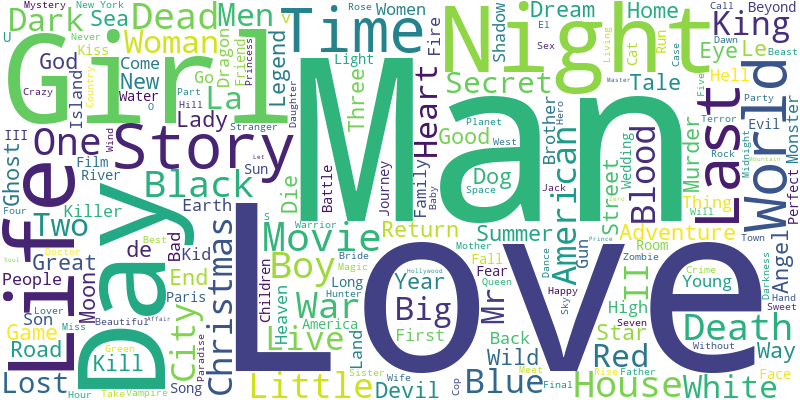 Mystery
New York
Rose
Women
El
Call
Beyond
Dark
Sea
Dead
Men
V
Dream
Home
King
Dawn
Beast
U
Never
Kiss
Dragon
Woman
Time
Night
Shadow
Sex
Cat
Run
Case
Eye
Le
Girl
God
Come
Go
Friend
Princess
Legend
Light
Fire
Secret
Tale
Living
Hell
Five
Party
Crazy
Country
New
La
Three
Heart
Man
Master
Island
Water
Part
O
Hill
Daughter
Good
Planet
Hero
Brother
Last
World
Terror
Evil
Monster
III
One
Story
Lady
Stranger
Dog
West
American
Wedding
Blood
Murder
Rock
Midnight
Mountain
Ghost
Film
River
Wind
Let
Sun
Die
Battle
Journey
Family
Baby
Space
Jack
Street
Thing
Will
Perfect
Four
Life
Black
Two
Killer
Earth
S
Warrior
Return
Summer
Zero
Adventure
Town
Day
de
Bad
Kid
Movie
Love
Mother
Fall
Dance
Gun
Prince
II
Room
Angel
Doctor
Best
Boy
Bride
Magic
Year
Fear
Queen
Sky
Happy
Zombie
Crime
Darkness
Hand
People
Great
End
Christmas
Children
Heaven
Long
Hunter
Hollywood
Big
Mr
High
Young
Sweet
Soul
Moon
Paris
City
War
America
First
Star
Seven
Death
Son
Lover
Beautiful
Affair
Game
Miss
Song
Paradise
Live
Land
Back
Wild
Red
Without
Way
Road
Green
Kill
Sister
Wife
Meet
Rise
Father
Face
Lost
Hour
Take
Vampire
Little
Devil
Cop
Blue
Final
House
White